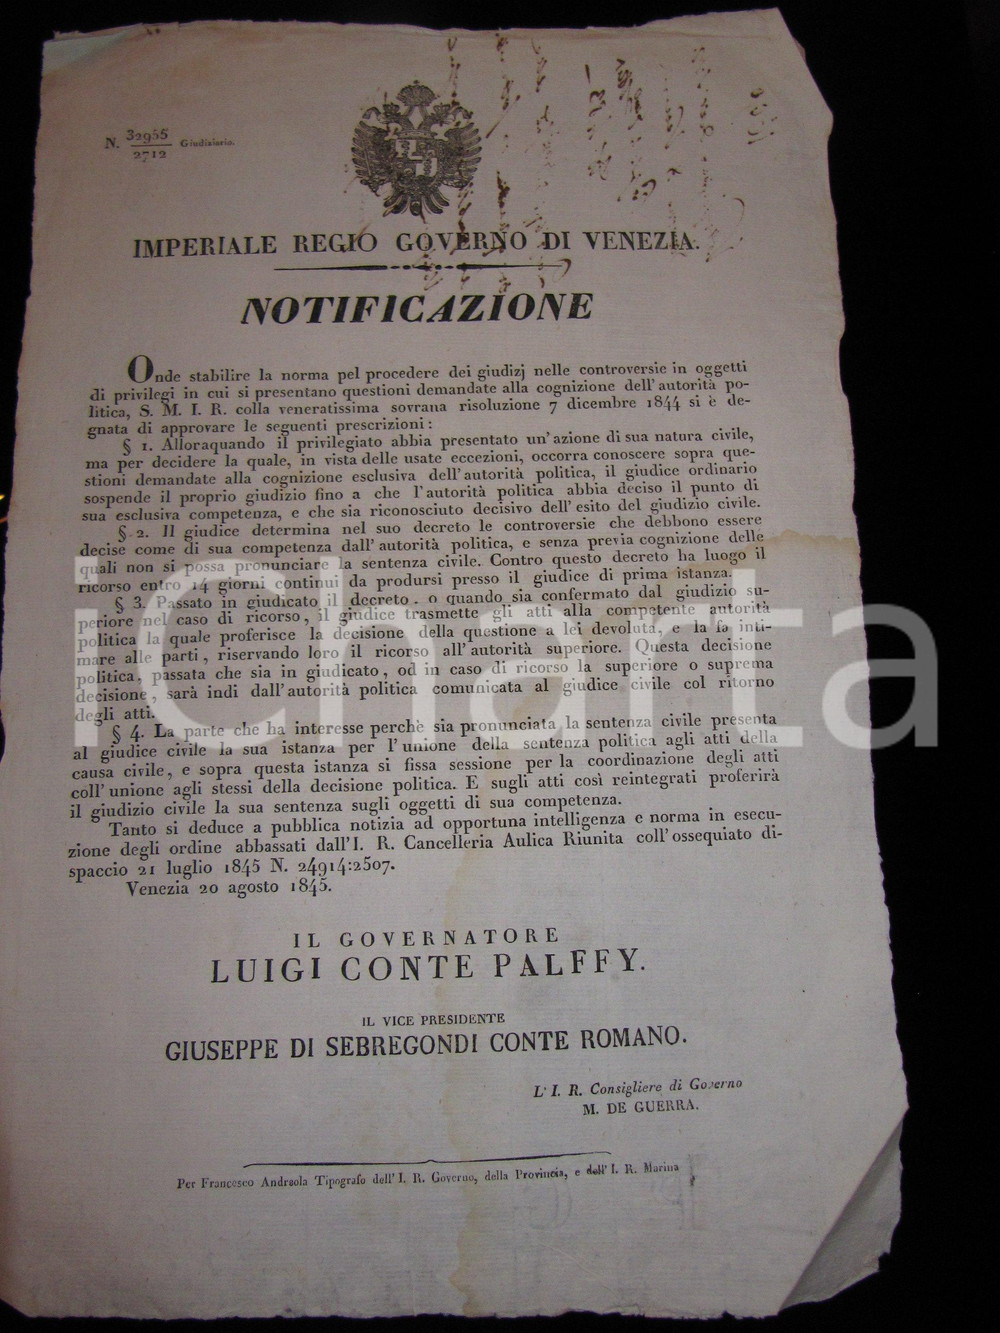 N. 32955/2712 Giudiziario.
IMPERIALE REGIO GOVERNO DI VENEZIA.
NOTIFICAZIONE
Onde stabilire la norma pel procedere dei giudizj nelle controversie in oggetti
di privilegi in cui si presentano questioni demandate alla cognizione dell'autorità po-
litica, S. M. I. R. colla veneratissima sovrana risoluzione 7 dicembre 1844 si è de-
gnata di approvare le seguenti prescrizioni:
§ 1. Alloraquando il privilegiato abbia presentato un'azione di sua natura civile,
ma per decidere la quale, in vista delle usate eccezioni, occorra conoscere sopra que-
stioni demandate alla cognizione esclusiva dell'autorità politica, il giudice ordinario
sospende il proprio giudizio fino a che l'autorità politica abbia deciso il punto di
sua esclusiva competenza, e che sia riconosciuto decisivo dell'esito del giudizio civile.
§ 2. Il giudice determina nel suo decreto le controversie che debbono essere
decise come di sua competenza dall'autorità politica, e senza previa cognizione delle
quali non si possa pronunciare la sentenza civile. Contro questo decreto ha luogo il
ricorso entro 14 giorni continui da prodursi presso il giudice di prima istanza.
§ 3. Passato in giudicato il decreto, o quando sia confermato dal giudizio su-
periore nel caso di ricorso, il giudice trasmette gli atti alla competente autorità
politica la quale proferisce la decisione della questione a lei devoluta, e la fa inti-
mare alle parti, riservando loro il ricorso all'autorità superiore. Questa decisione
politica, passata che sia in giudicato, od in caso di ricorso la superiore o suprema
decisione, sarà indi dall'autorità politica comunicata al giudice civile col ritorno
degli atti.
§ 4. La parte che ha interesse perchè sia pronunciata la sentenza civile presenta
al giudice civile la sua istanza per l'unione della sentenza politica agli atti della
causa civile, e sopra questa istanza si fissa sessione per la coordinazione degli atti
coll'unione agli stessi della decisione politica. E sugli atti così reintegrati proferirà
il giudizio civile la sua sentenza sugli oggetti di sua competenza.
Tanto si deduce a pubblica notizia ad opportuna intelligenza e norma in esecu-
zione degli ordine abbassati dall'I. R. Cancelleria Aulica Riunita coll'ossequiato di-
spaccio 21 luglio 1845 N. 24914:2507.
Venezia 20 agosto 1845.
IL GOVERNATORE
LUIGI CONTE PALFFY.
IL VICE PRESIDENTE
GIUSEPPE DI SEBREGONDI CONTE ROMANO.
L' I. R. Consigliere di Governo
M. DE GUERRA.
Per Francesco Andreola Tipografo dell'I. R. Governo, della Provincia, e dell'I. R. Marina
iCharta